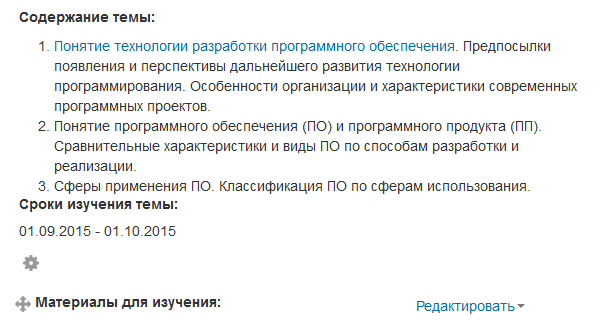 Содержание темы:
1. Понятие технологии разработки программного обеспечения. Предпосылки
появления и перспективы дальнейшего развития технологии
программирования. Особенности организации и характеристики современных
программных проектов.
2. Понятие программного обеспечения (ПО) и программного продукта (ПП).
Сравнительные характеристики и виды ПО по способам разработки и
реализации.
3. Сферы применения ПО. Классификация ПО по сферам использования.
Сроки изучения темы:
01.09.2015 - 01.10.2015
Материалы для изучения: Редактировать